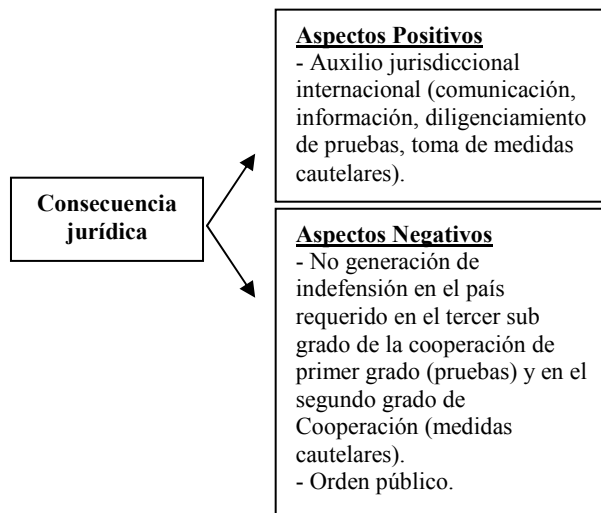 Consecuencia
jurídica
Aspectos Positivos
- Auxilio jurisdiccional
internacional (comunicación,
información, diligenciamiento
de pruebas, toma de medidas
cautelares).
Aspectos Negativos
- No generación de
indefensión en el país
requerido en el tercer sub
grado de la cooperación de
primer grado (pruebas) y en el
segundo grado de
Cooperación (medidas
cautelares).
- Orden público.